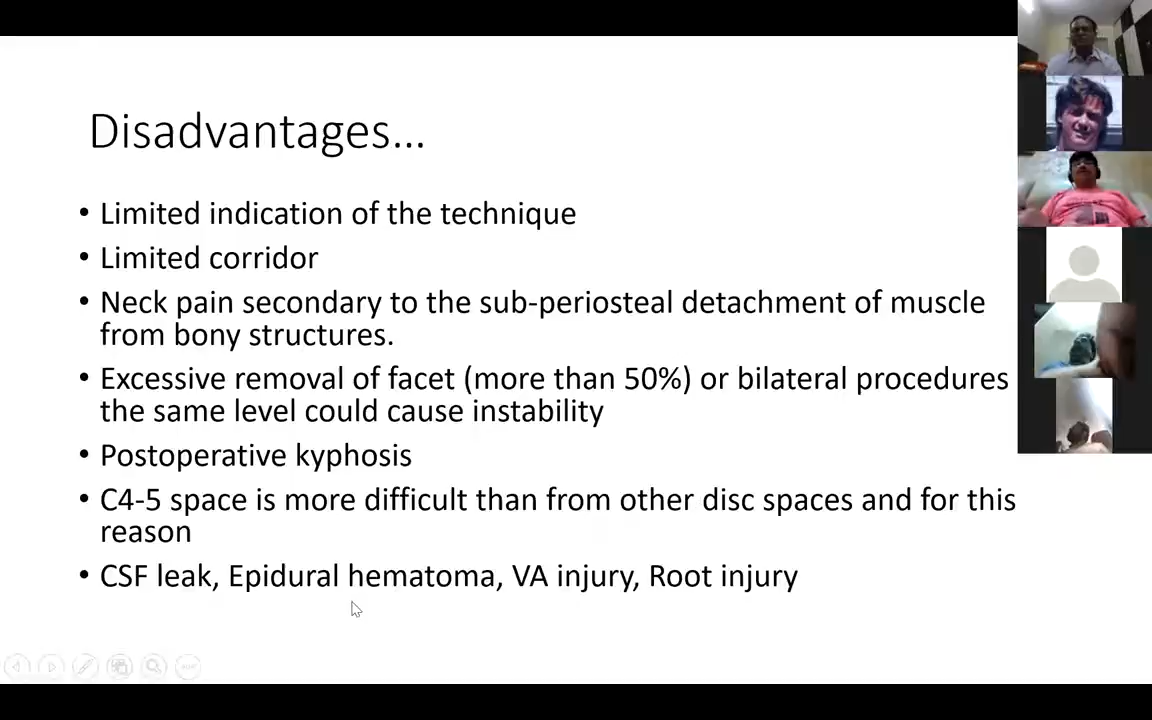 Disadvantages...
• Limited indication of the technique
• Limited corridor
• Neck pain secondary to the sub-periosteal detachment of muscle
from bony structures.
• Excessive removal of facet (more than 50%) or bilateral procedures
the same level could cause instability
• Postoperative kyphosis
• C4-5 space is more difficult than from other disc spaces and for this
reason
• CSF leak, Epidural hematoma, VA injury, Root injury